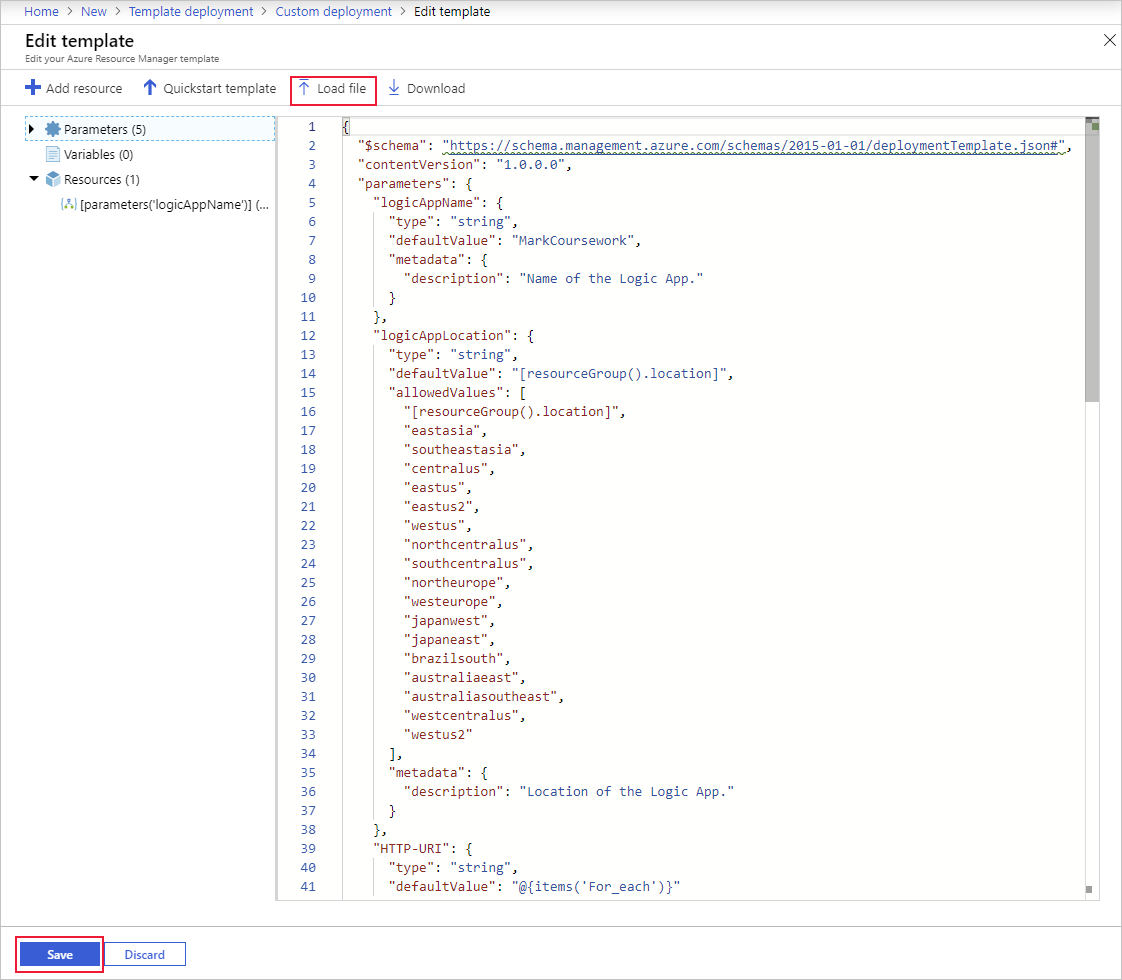 Home > New > Template deployment > Custom deployment > Edit template
Edit template
Edit your Azure Resource Manager template
Add resource Quickstart template Load file Download
Parameters (5)
Variables (0)
Resources (1)
[parameters('logicAppName')] (...
1 {
2 "$schema": "https://schema.management.azure.com/schemas/2015-01-01/deploymentTemplate.json#",
3 "contentVersion": "1.0.0.0",
4 "parameters": {
5 "logicAppName": {
6 "type": "string",
7 "defaultValue": "MarkCoursework",
8 "metadata": {
9 "description": "Name of the Logic App."
10 }
11 },
12 "logicAppLocation": {
13 "type": "string",
14 "defaultValue": "[resourceGroup().location]",
15 "allowedValues": [
16 "[resourceGroup().location]",
17 "eastasia",
18 "southeastasia",
19 "centralus",
20 "eastus",
21 "eastus2",
22 "westus",
23 "northcentralus",
24 "southcentralus",
25 "northeurope",
26 "westeurope",
27 "japanwest",
28 "japaneast",
29 "brazilsouth",
30 "australiaeast",
31 "australiasoutheast",
32 "westcentralus",
33 "westus2"
34 ],
35 "metadata": {
36 "description": "Location of the Logic App."
37 }
38 },
39 "HTTP-URI": {
40 "type": "string",
41 "defaultValue": "@{items('For_each')}"
Save Discard